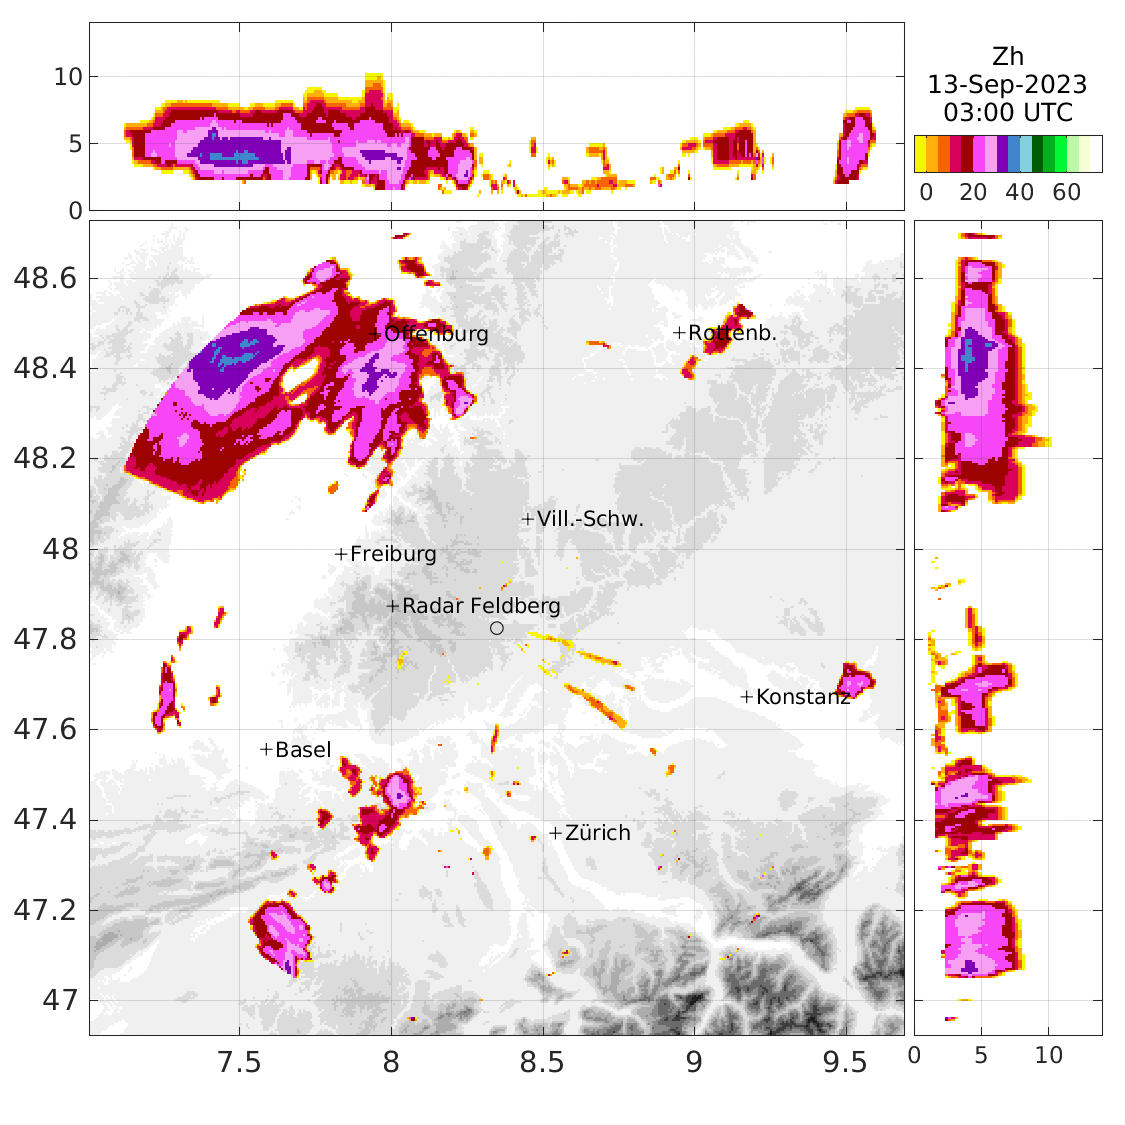 Zh
13-Sep-2023
03:00 UTC
10
5
0
0 20 40 60
48.6
48.4
48.2
48
47.8
47.6
47.4
47.2
47
+Offenburg
+Rottenb.
+Vill.-Schw.
+Freiburg
+Radar Feldberg
+Konstanz
+Basel
+Zürich
7.5 8 8.5 9 9.5
0 5 10